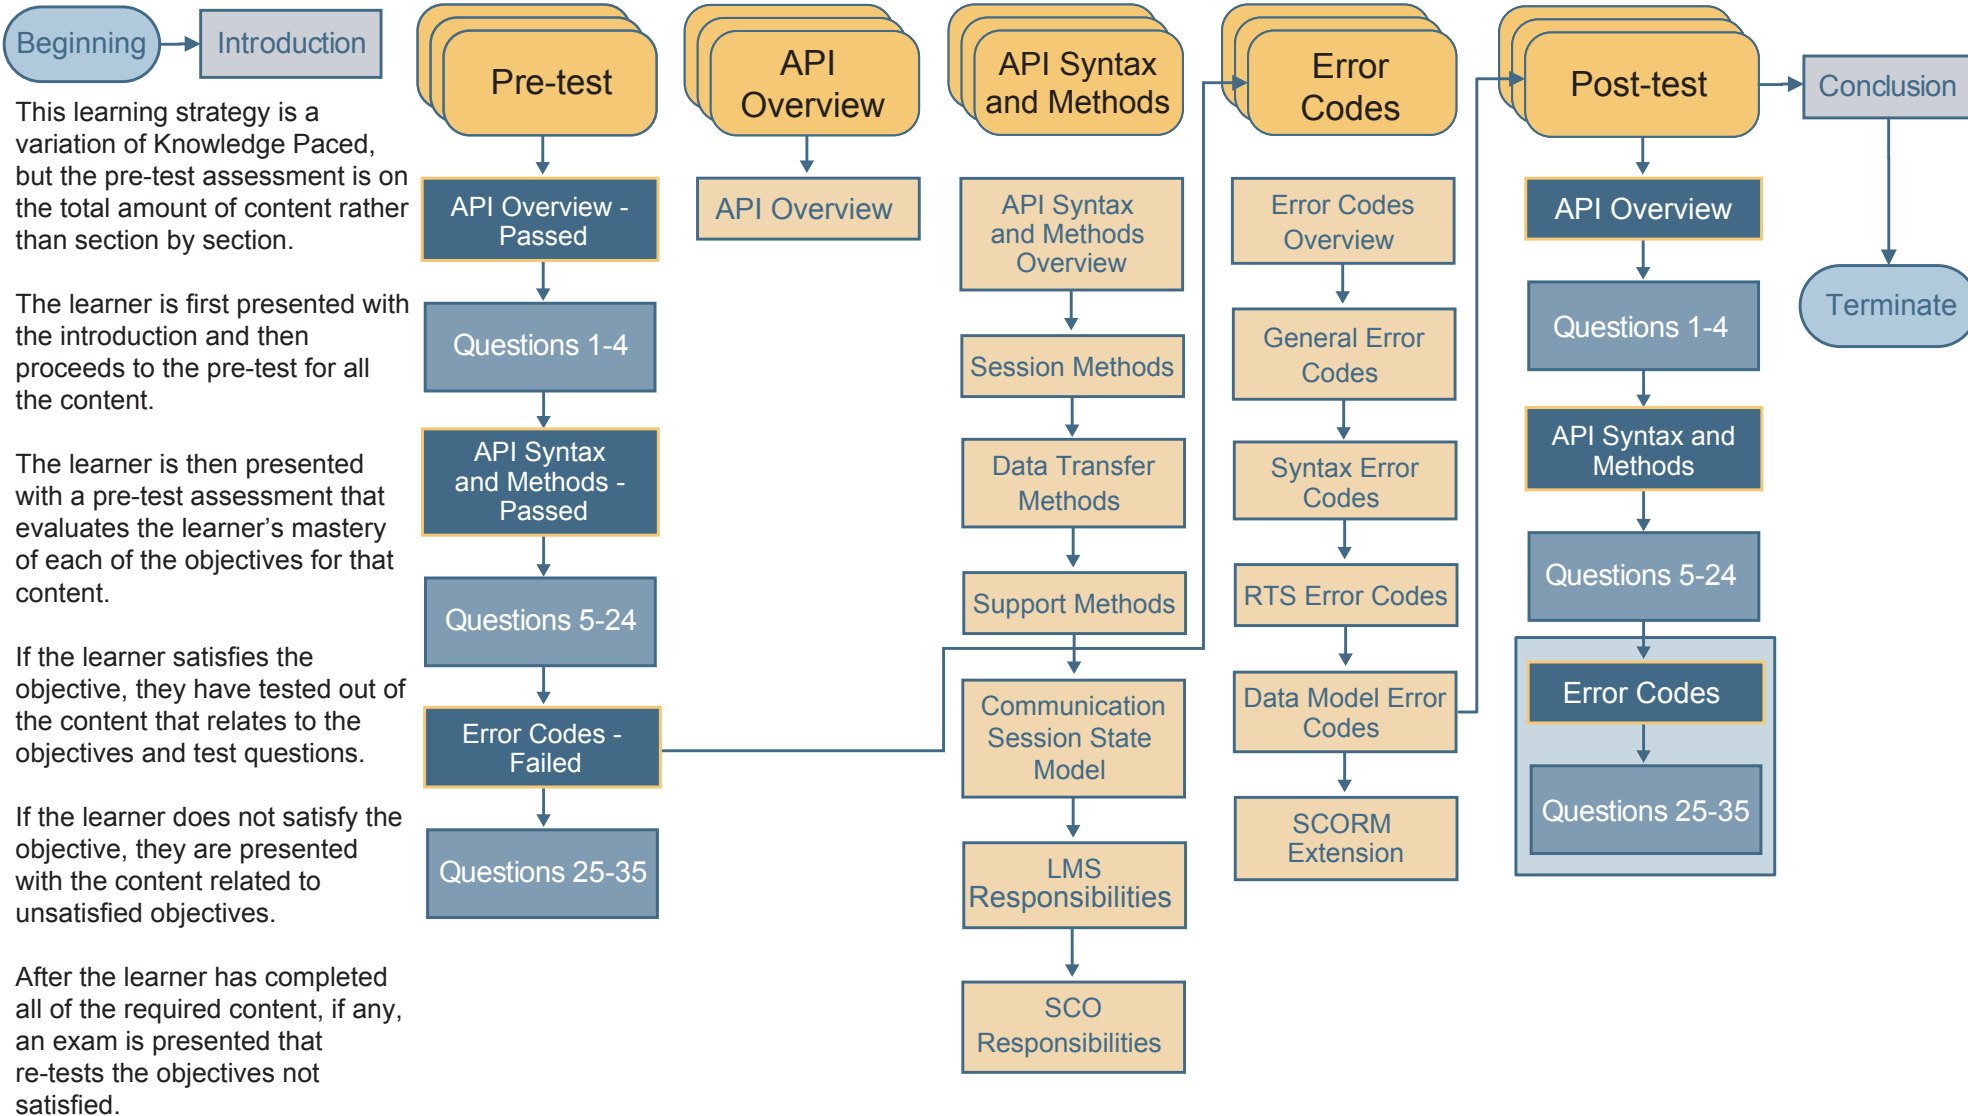 Beginning
Introduction
This learning strategy is a
variation of Knowledge Paced,
but the pre-test assessment is on
the total amount of content rather
than section by section.
The learner is first presented with
the introduction and then
proceeds to the pre-test for all
the content.
The learner is then presented
with a pre-test assessment that
evaluates the learner’s mastery
of each of the objectives for that
content.
If the learner satisfies the
objective, they have tested out of
the content that relates to the
objectives and test questions.
If the learner does not satisfy the
objective, they are presented
with the content related to
unsatisfied objectives.
After the learner has completed
all of the required content, if any,
an exam is presented that
re-tests the objectives not
satisfied.
Pre-test
API Overview -
Passed
Questions 1-4
API Syntax
and Methods -
Passed
Questions 5-24
Error Codes -
Failed
Questions 25-35
API
Overview
API Overview
API Syntax
and Methods
API Syntax
and Methods
Overview
Session Methods
Data Transfer
Methods
Support Methods
Communication
Session State
Model
LMS
Responsibilities
SCO
Responsibilities
Error
Codes
Error Codes
Overview
General Error
Codes
Syntax Error
Codes
RTS Error Codes
Data Model Error
Codes
SCORM
Extension
Post-test
API Overview
Questions 1-4
API Syntax and
Methods
Questions 5-24
Error Codes
Questions 25-35
Conclusion
Terminate